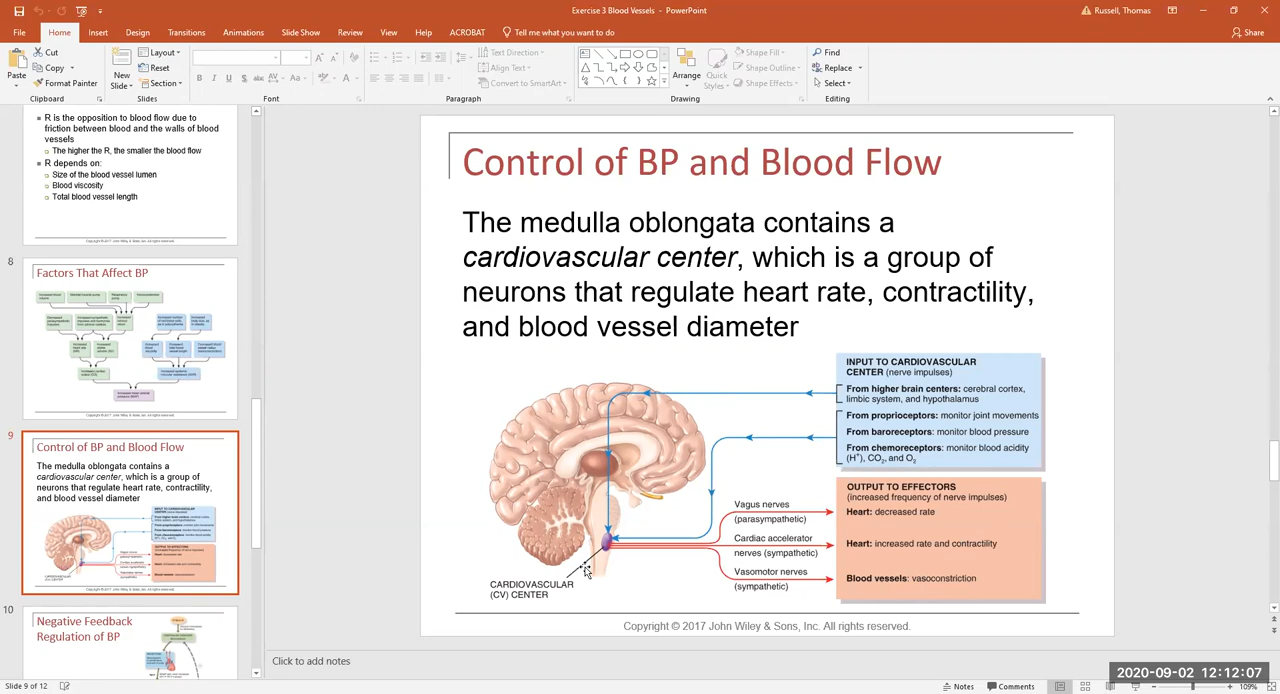 Exercise 3 Blood Vessels - PowerPoint
Russell, Thomas
File Home Insert Design Transitions Animations Slide Show Review View Help ACROBAT Tell me what you want to do Share
Paste
Cut
Copy
Format Painter
Clipboard
New
Slide
Layout
Reset
Section
Slides
Font
Text Direction
Align Text
Convert to SmartArt
Paragraph
Arrange
Quick
Styles
Shape Fill
Shape Outline
Shape Effects
Drawing
Find
Replace
Select
Editing
R is the opposition to blood flow due to
friction between blood and the walls of blood
vessels
The higher the R, the smaller the blood flow
R depends on:
Size of the blood vessel lumen
Blood viscosity
Total blood vessel length
8
Factors That Affect BP
9
Control of BP and Blood Flow
The medulla oblongata contains a
cardiovascular center, which is a group of
neurons that regulate heart rate, contractility,
and blood vessel diameter
10
Negative Feedback
Regulation of BP
Control of BP and Blood Flow
The medulla oblongata contains a
cardiovascular center, which is a group of
neurons that regulate heart rate, contractility,
and blood vessel diameter
INPUT TO CARDIOVASCULAR
CENTER (nerve impulses)
From higher brain centers: cerebral cortex,
limbic system, and hypothalamus
From proprioceptors: monitor joint movements
From baroreceptors: monitor blood pressure
From chemoreceptors: monitor blood acidity
(H+), CO2, and O2
OUTPUT TO EFFECTORS
(increased frequency of nerve impulses)
Vagus nerves
(parasympathetic)
Heart: decreased rate
Cardiac accelerator
nerves (sympathetic)
Heart: increased rate and contractility
Vasomotor nerves
(sympathetic)
Blood vessels: vasoconstriction
CARDIOVASCULAR
(CV) CENTER
Copyright © 2017 John Wiley & Sons, Inc. All rights reserved.
Click to add notes
2020-09-02 12:12:07
Slide 9 of 12
Notes
Comments
109%